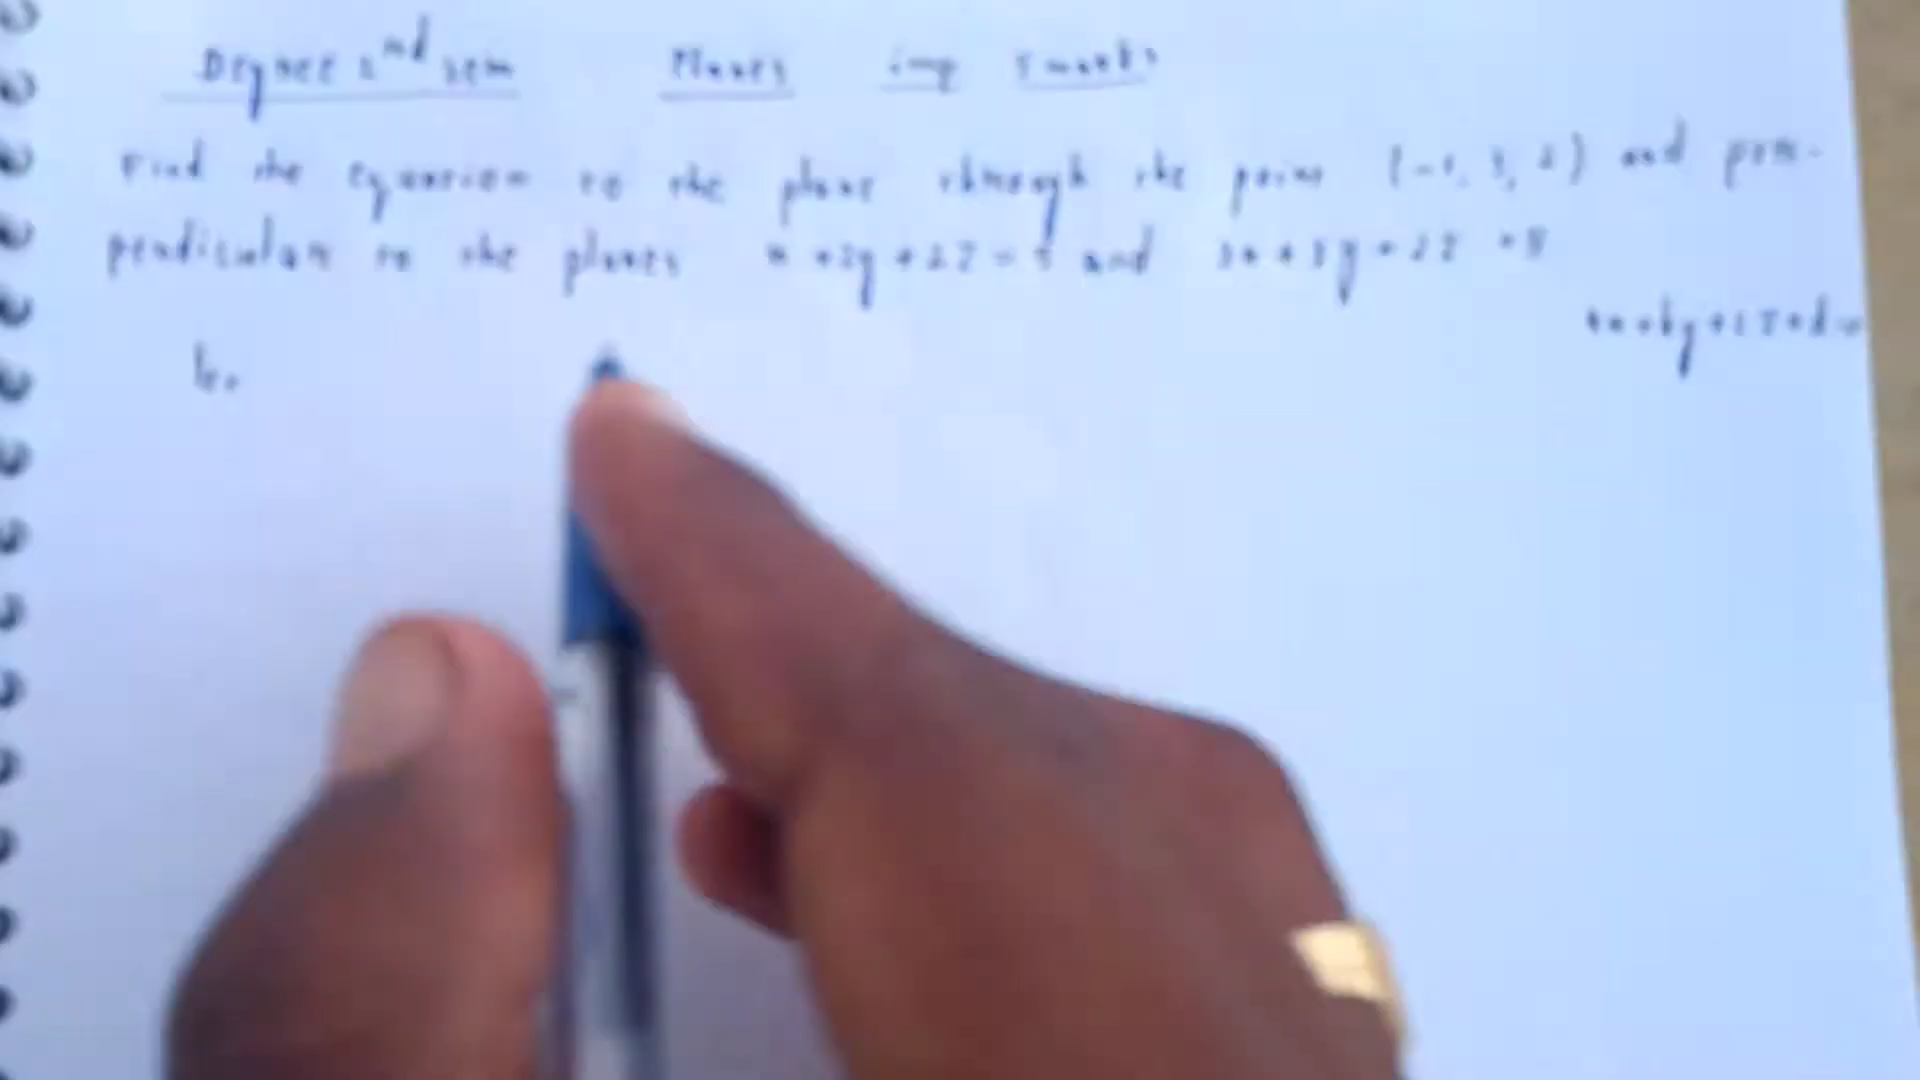 Degree 2nd sem Planes imp 5 marks
Find the equation to the plane through the point (-1, 3, 2) and per-
pendicular to the planes x + 2y + 2z = 5 and 3x + 3y + 2z = 8
ax + by + cz + d = 0